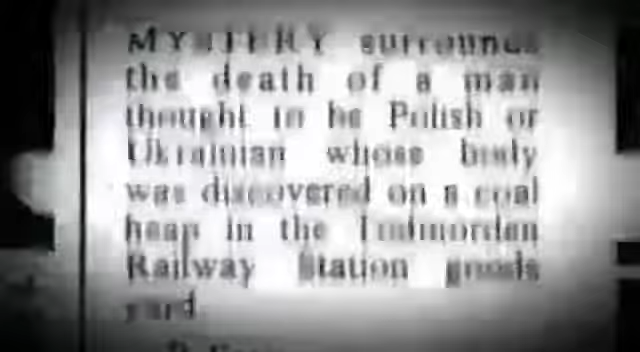 MYSTERY surrounds
the death of a man
thought to be Polish or
Ukrainian whose body
was discovered on a coal
heap in the Todmorden
Railway Station goods
yard